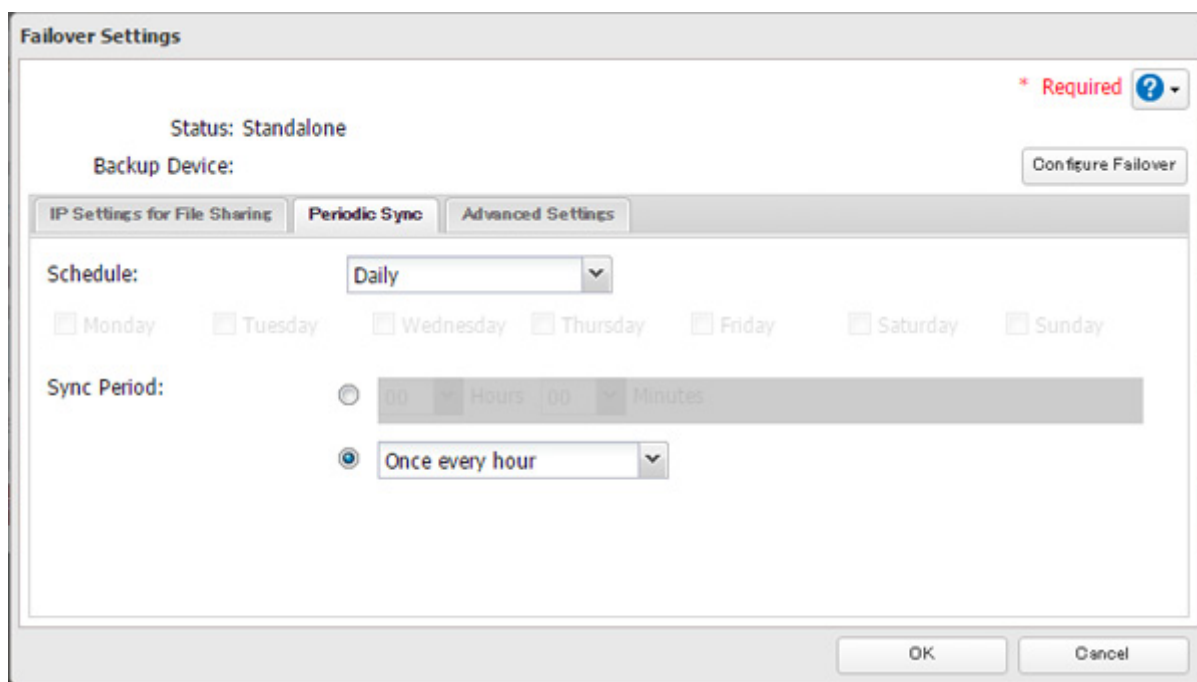 Failover Settings
* Required
Status: Standalone
Backup Device:
Configure Failover
IP Settings for File Sharing Periodic Sync Advanced Settings
Schedule: Daily
Monday Tuesday Wednesday Thursday Friday Saturday Sunday
Sync Period: 00 Hours 00 Minutes
Once every hour
OK Cancel